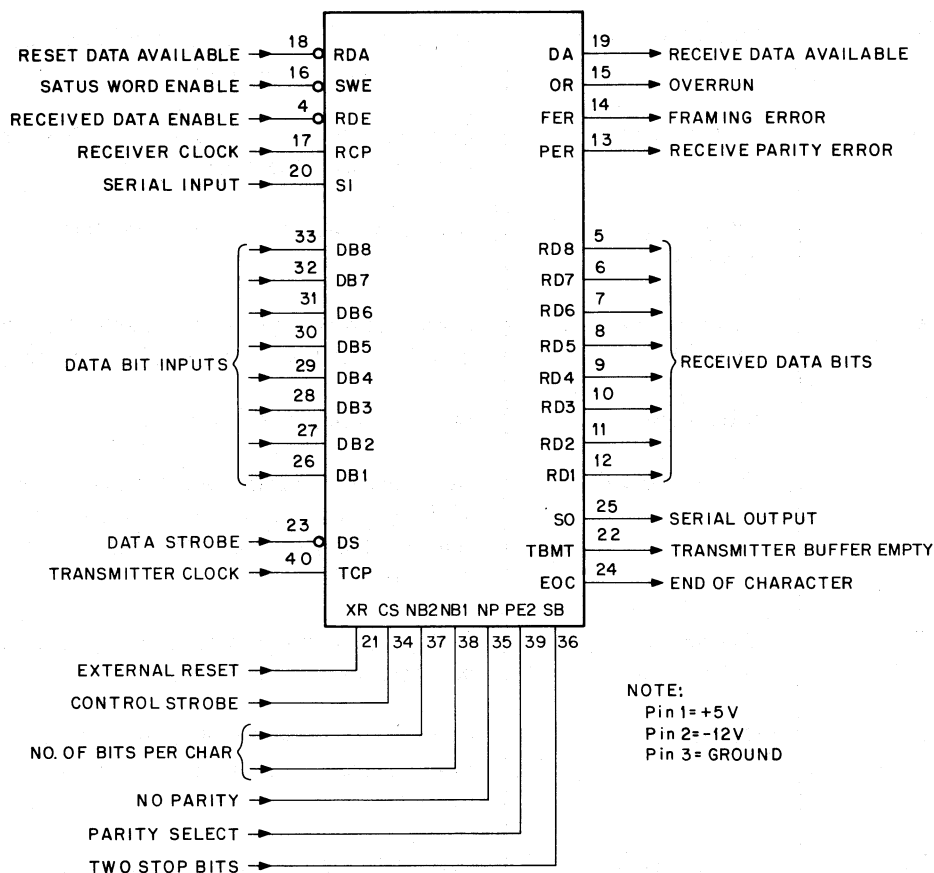 RESET DATA AVAILABLE 18 RDA DA 19 RECEIVE DATA AVAILABLE
SATUS WORD ENABLE 16 SWE OR 15 OVERRUN
RECEIVED DATA ENABLE 4 RDE FER 14 FRAMING ERROR
RECEIVER CLOCK 17 RCP PER 13 RECEIVE PARITY ERROR
SERIAL INPUT 20 SI
33 DB8 RD8 5
32 DB7 RD7 6
31 DB6 RD6 7
30 DB5 RD5 8
DATA BIT INPUTS RECEIVED DATA BITS
29 DB4 RD4 9
28 DB3 RD3 10
27 DB2 RD2 11
26 DB1 RD1 12
SO 25 SERIAL OUTPUT
DATA STROBE 23 DS TBMT 22 TRANSMITTER BUFFER EMPTY
TRANSMITTER CLOCK 40 TCP EOC 24 END OF CHARACTER
XR CS NB2 NB1 NP PE2 SB
21 34 37 38 35 39 36
EXTERNAL RESET
CONTROL STROBE
NO. OF BITS PER CHAR
NO PARITY
PARITY SELECT
TWO STOP BITS
NOTE:
Pin 1=+5V
Pin 2=-12V
Pin 3= GROUND